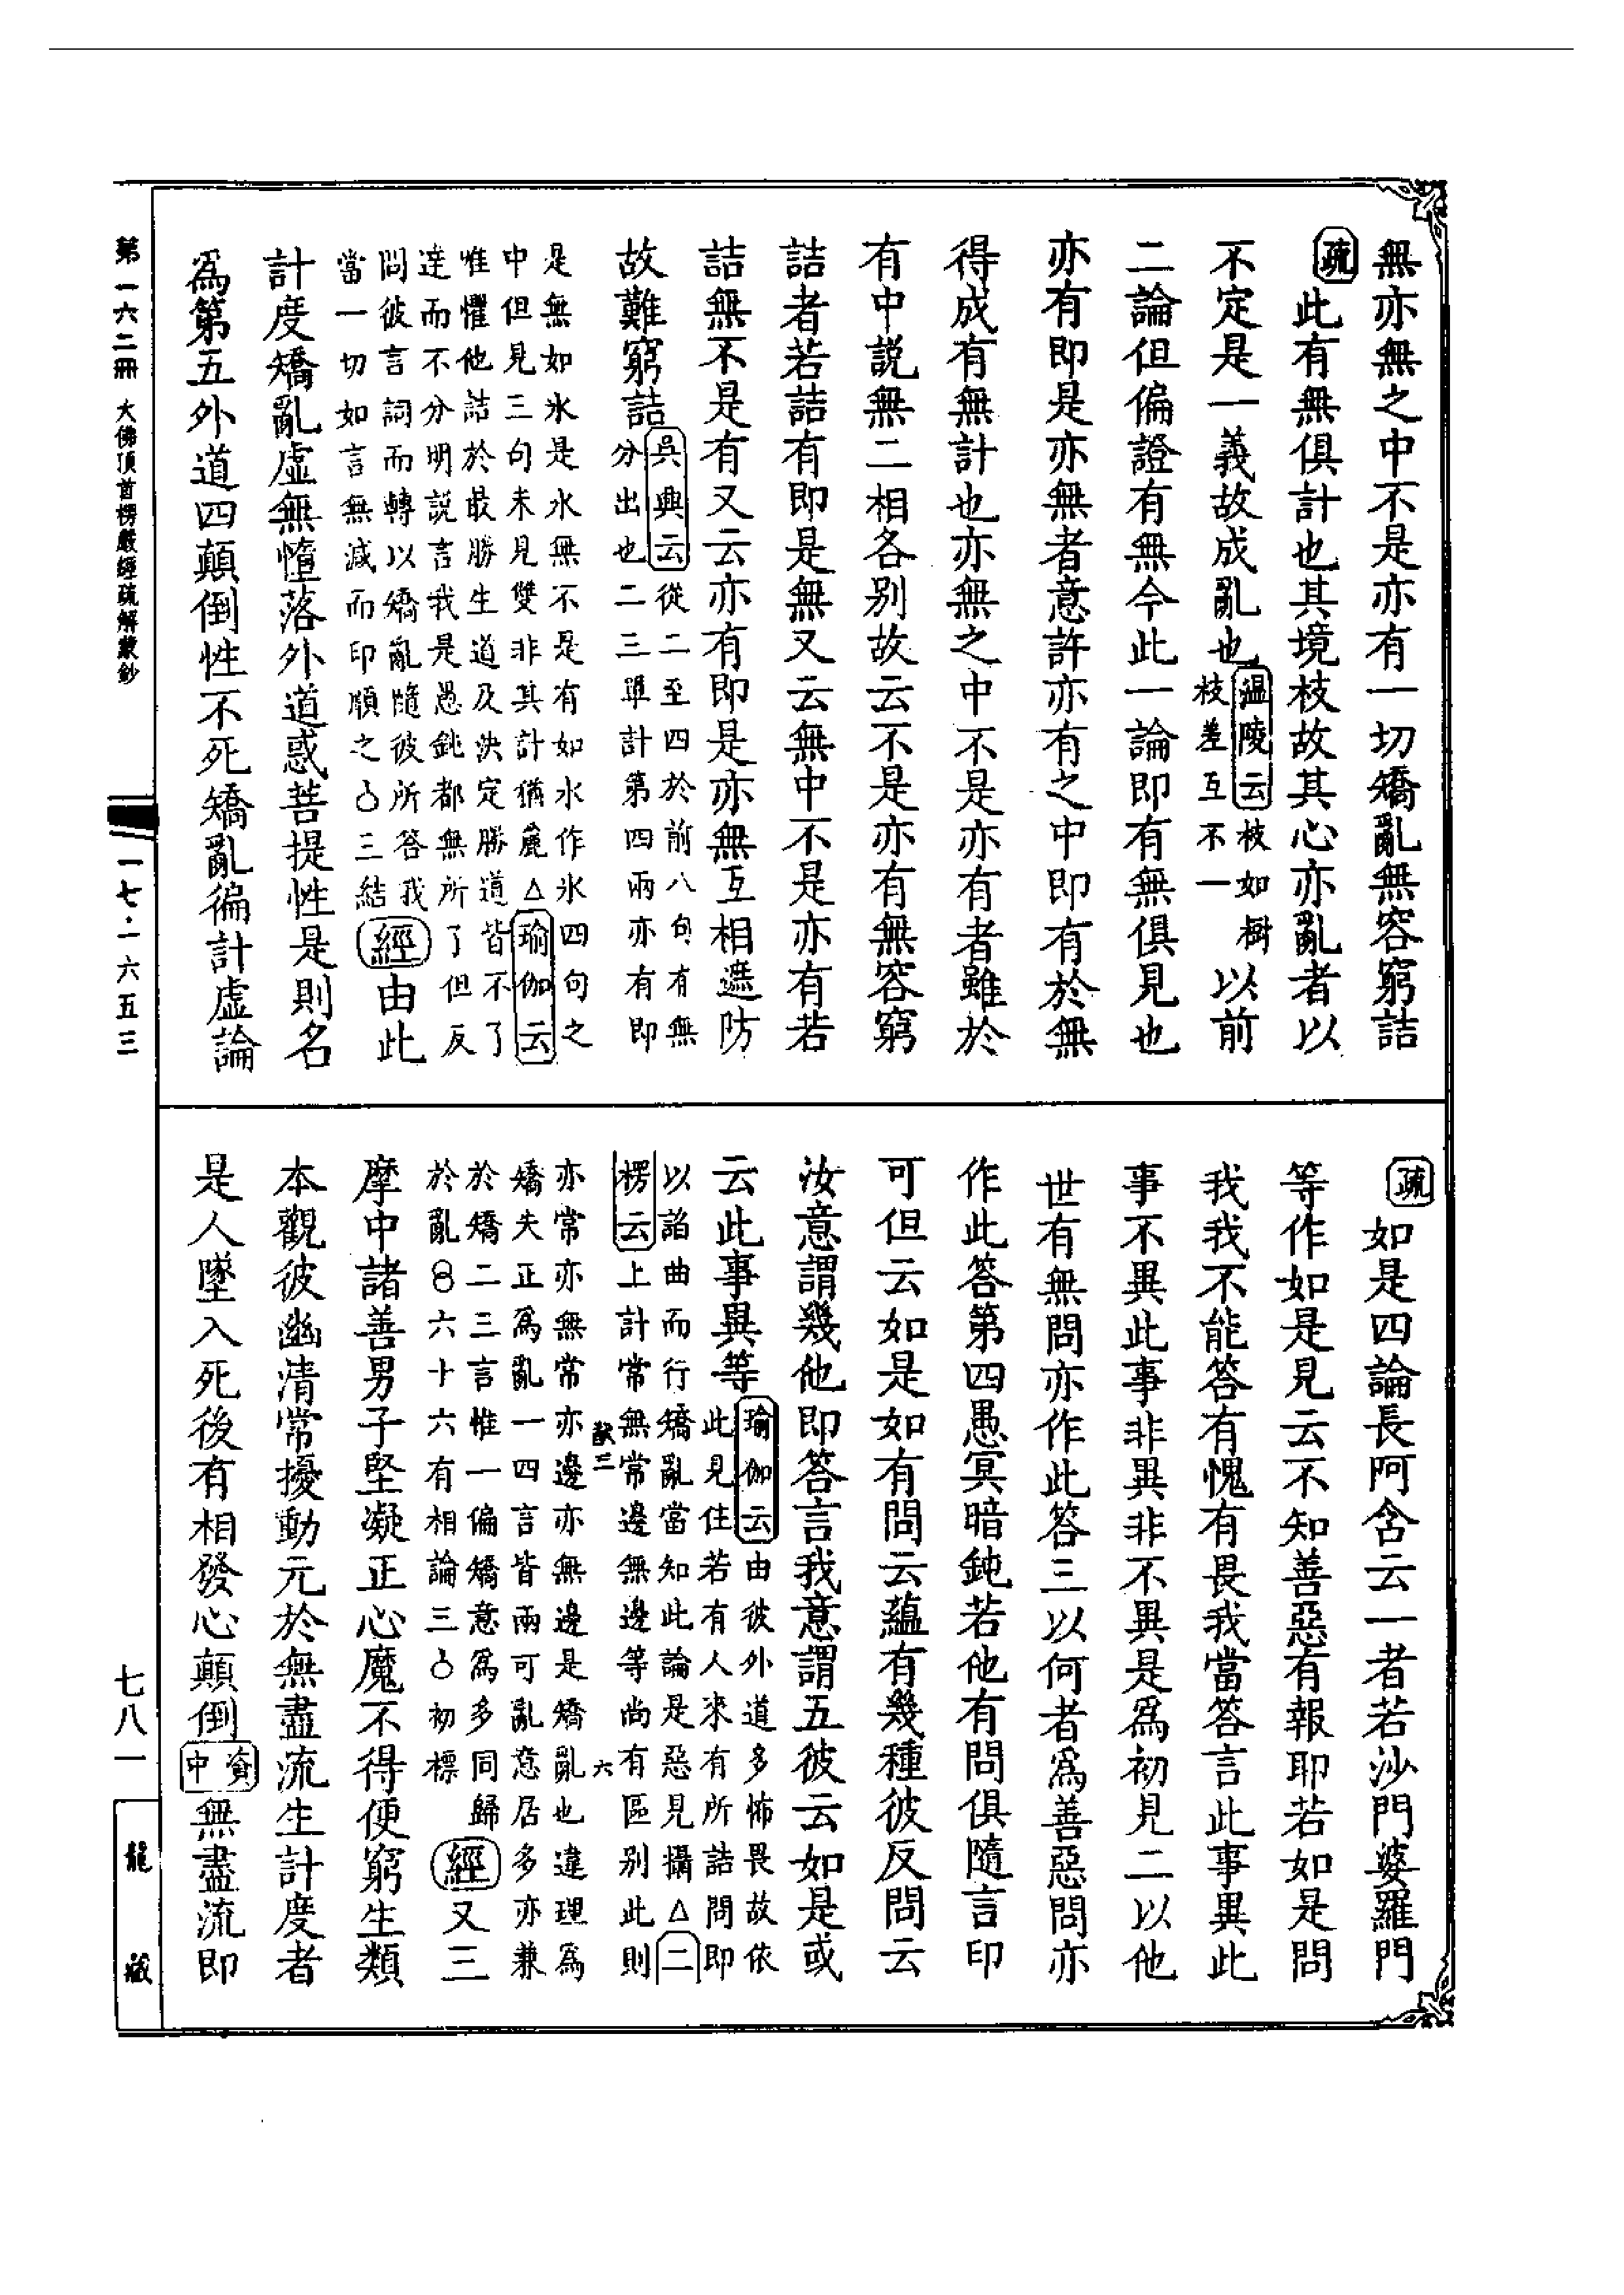 無亦無之中不是亦有一切矯亂無容窮詰
疏此有無俱計也其境枝故其心亦亂者以
不定是一義故成亂也溫陵云枝如樹
枝差互不一以前
二論但偏證有無今此一論即有無俱見也
亦有即是亦無者意許亦有之中即有於無
得成有無計也亦無之中不是亦有者雖於
有中說無二相各別故云不是亦有無容窮
詰者若詰有即是無又云無中不是亦有若
詰無不是有又云亦有即是亦無互相遮防
故難窮詰吳興云從二至四於前八句有無
分出也二三單計第四兩亦有即
是無如氷是水無不是有如水作氷四句之
中但見三句未見雙非其計猶麁△瑜伽云
惟懼他詰於最勝生道及決定勝道皆不了
達而不分明說言我是愚鈍都無所了但反
問彼言詞而轉以矯亂隨彼所答我
當一切如言無減而印順之三結經由此
計度矯亂虛無憧落外道惑菩提性是則名
為第五外道四顛倒性不死矯亂徧計虛論
疏如是四論長阿含云一者若沙門婆羅門
等作如是見云不知善惡有報耶若如是問
我我不能答有愧有畏我當答言此事異此
事不異此事非異非不異是為初見二以他
世有無問亦作此答三以何者為善惡問亦
作此答第四愚冥暗鈍若他有問俱隨言印
可但云如是如有問云蘊有幾種彼反問云
汝意謂幾他即答言我意謂五彼云如是或
云此事異等瑜伽云由彼外道多怖畏故依
此見住若有人來有所詰問即
以諂曲而行矯亂當知此論是惡見攝△二
楞云上計常無常邊無邊等尚有區別此則
亦常亦無常亦邊亦無邊是矯亂也違理為
矯失正為亂一四言皆兩可亂意居多亦兼
於矯二三言惟一偏矯意為多同歸
於亂六十六有相論三初標經又三
摩中諸善男子堅凝正心魔不得便窮生類
本觀彼幽清常擾動元於無盡流生計度者
是人墜入死後有相發心顛倒資中無盡流即
第一六二冊 大佛頂首楞嚴經疏解蒙鈔
一七·一六五三
七八一
龍藏